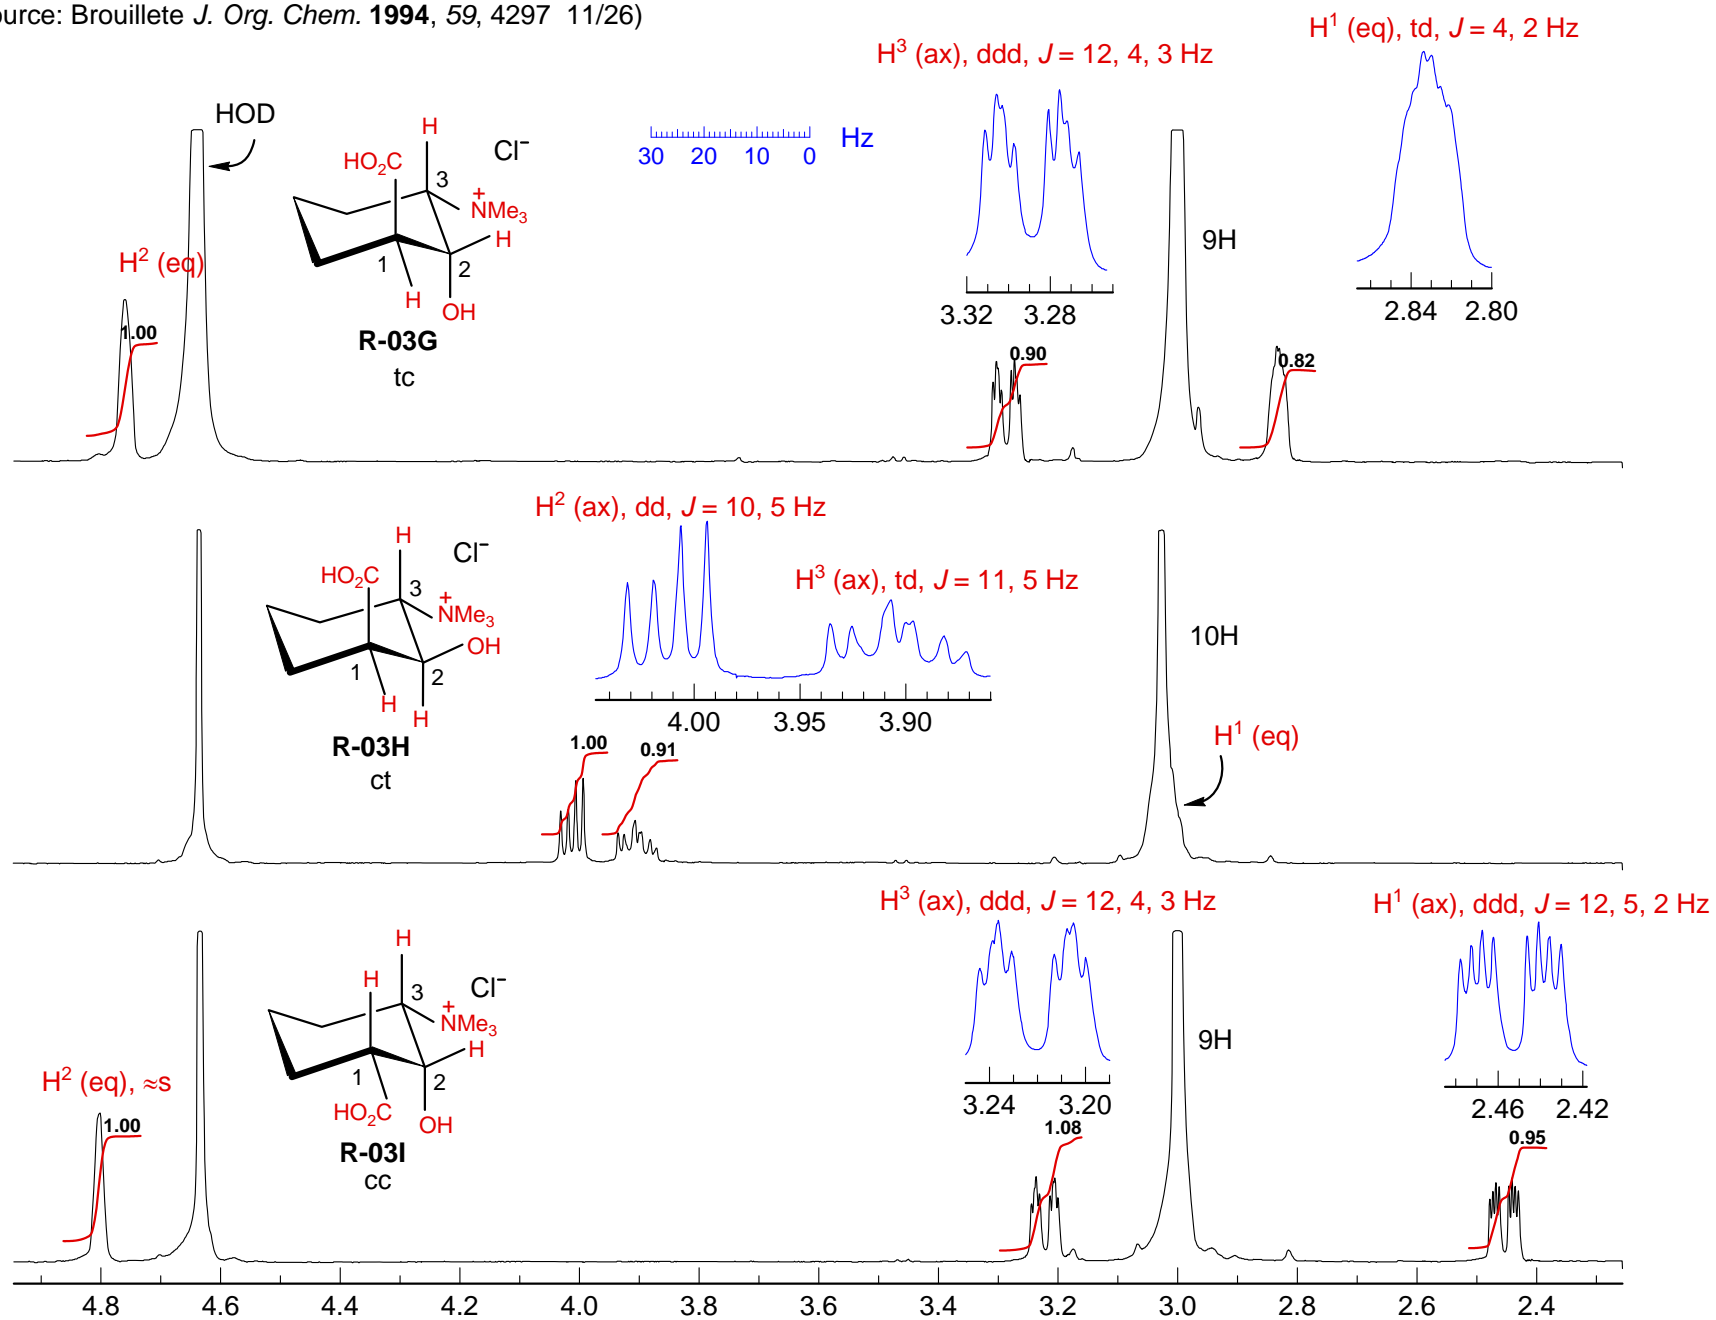 ource: Brouillete J. Org. Chem. 1994, 59, 4297 11/26)
H¹ (eq), td, J = 4, 2 Hz
H³ (ax), ddd, J = 12, 4, 3 Hz
HOD
H
Cl⁻
HO₂C
3
+
NMe₃
H
1
2
H
OH
R-03G
tc
30 20 10 0 Hz
H² (eq)
1.00
3.32 3.28
0.90
9H
2.84 2.80
0.82
H² (ax), dd, J = 10, 5 Hz
H
Cl⁻
HO₂C
3
+
NMe₃
OH
1
2
H
H
R-03H
ct
H³ (ax), td, J = 11, 5 Hz
4.00 3.95 3.90
1.00
0.91
10H
H¹ (eq)
H³ (ax), ddd, J = 12, 4, 3 Hz
H¹ (ax), ddd, J = 12, 5, 2 Hz
H
H
Cl⁻
3
+
NMe₃
H
1
2
HO₂C
OH
R-03I
cc
H² (eq), ≈s
1.00
3.24 3.20
1.08
9H
2.46 2.42
0.95
4.8 4.6 4.4 4.2 4.0 3.8 3.6 3.4 3.2 3.0 2.8 2.6 2.4